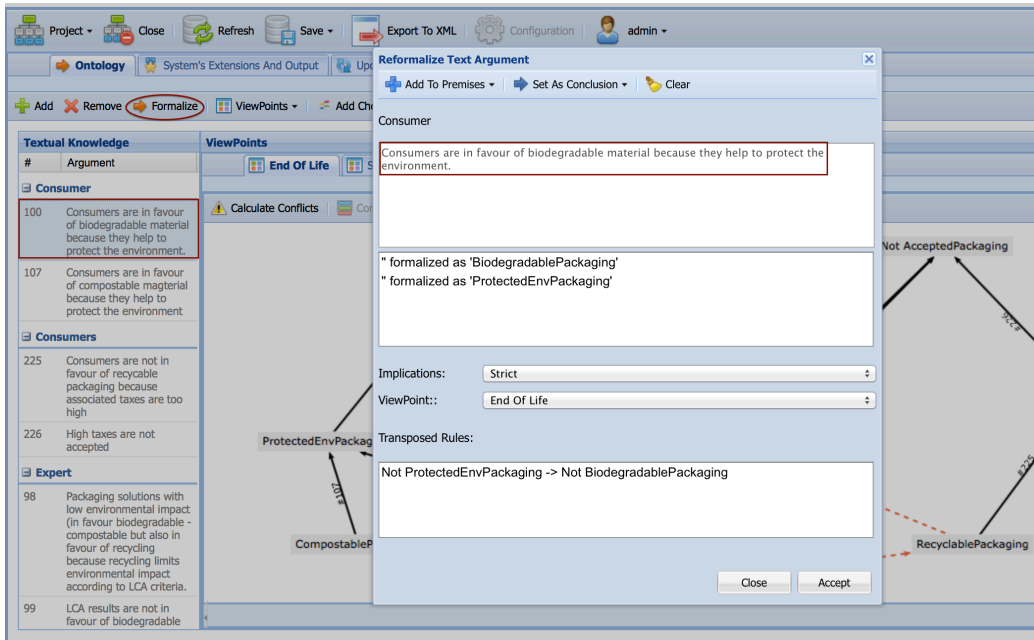 Project
Close
Refresh
Save
Export To XML
Configuration
admin
Ontology
System's Extensions And Output
Add
Remove
Formalize
ViewPoints
Textual Knowledge
# Argument
Consumer
100 Consumers are in favour
of biodegradable material
because they help to
protect the environment.
107 Consumers are in favour
of compostable magterial
because they help to
protect the environment
Consumers
225 Consumers are not in
favour of recycable
packaging because
associated taxes are too
high
226 High taxes are not
accepted
Expert
98 Packaging solutions with
low environmental impact
(in favour biodegradable -
compostable but also in
favour of recycling
because recycling limits
environmental impact
according to LCA criteria.
99 LCA results are not in
favour of biodegradable
ViewPoints
End Of Life
Calculate Conflicts
Reformalize Text Argument
Add To Premises
Set As Conclusion
Clear
Consumer
Consumers are in favour of biodegradable material because they help to protect the
environment.
'' formalized as 'BiodegradablePackaging'
'' formalized as 'ProtectedEnvPackaging'
Implications: Strict
ViewPoint:: End Of Life
Transposed Rules:
Not ProtectedEnvPackaging -> Not BiodegradablePackaging
Close
Accept
Not AcceptedPackaging
#226
#107
#225
RecyclablePackaging